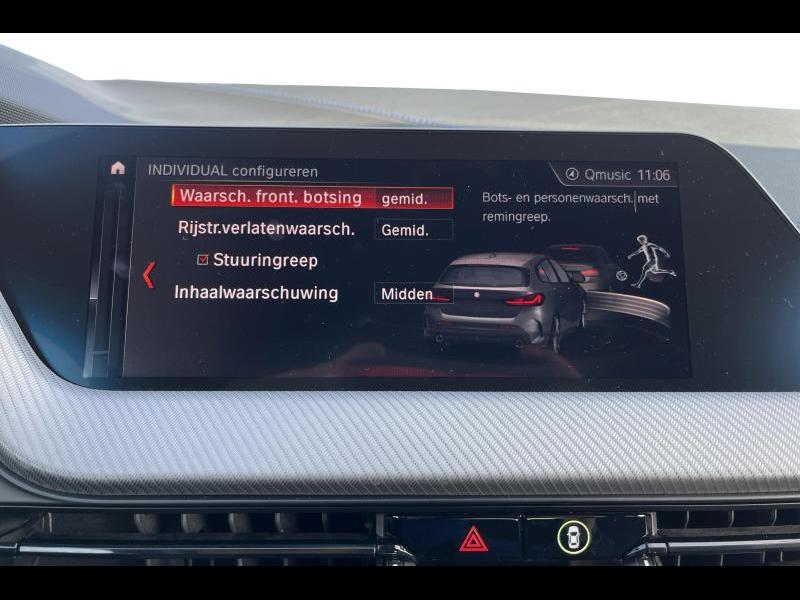 INDIVIDUAL configureren
Qmusic 11:06
Waarsch. front. botsing gemid.
Rijstr.verlatenwaarsch. Gemid.
Stuuringreep
Inhaalwaarschuwing Midden
Bots- en personenwaarsch. met
remingreep.